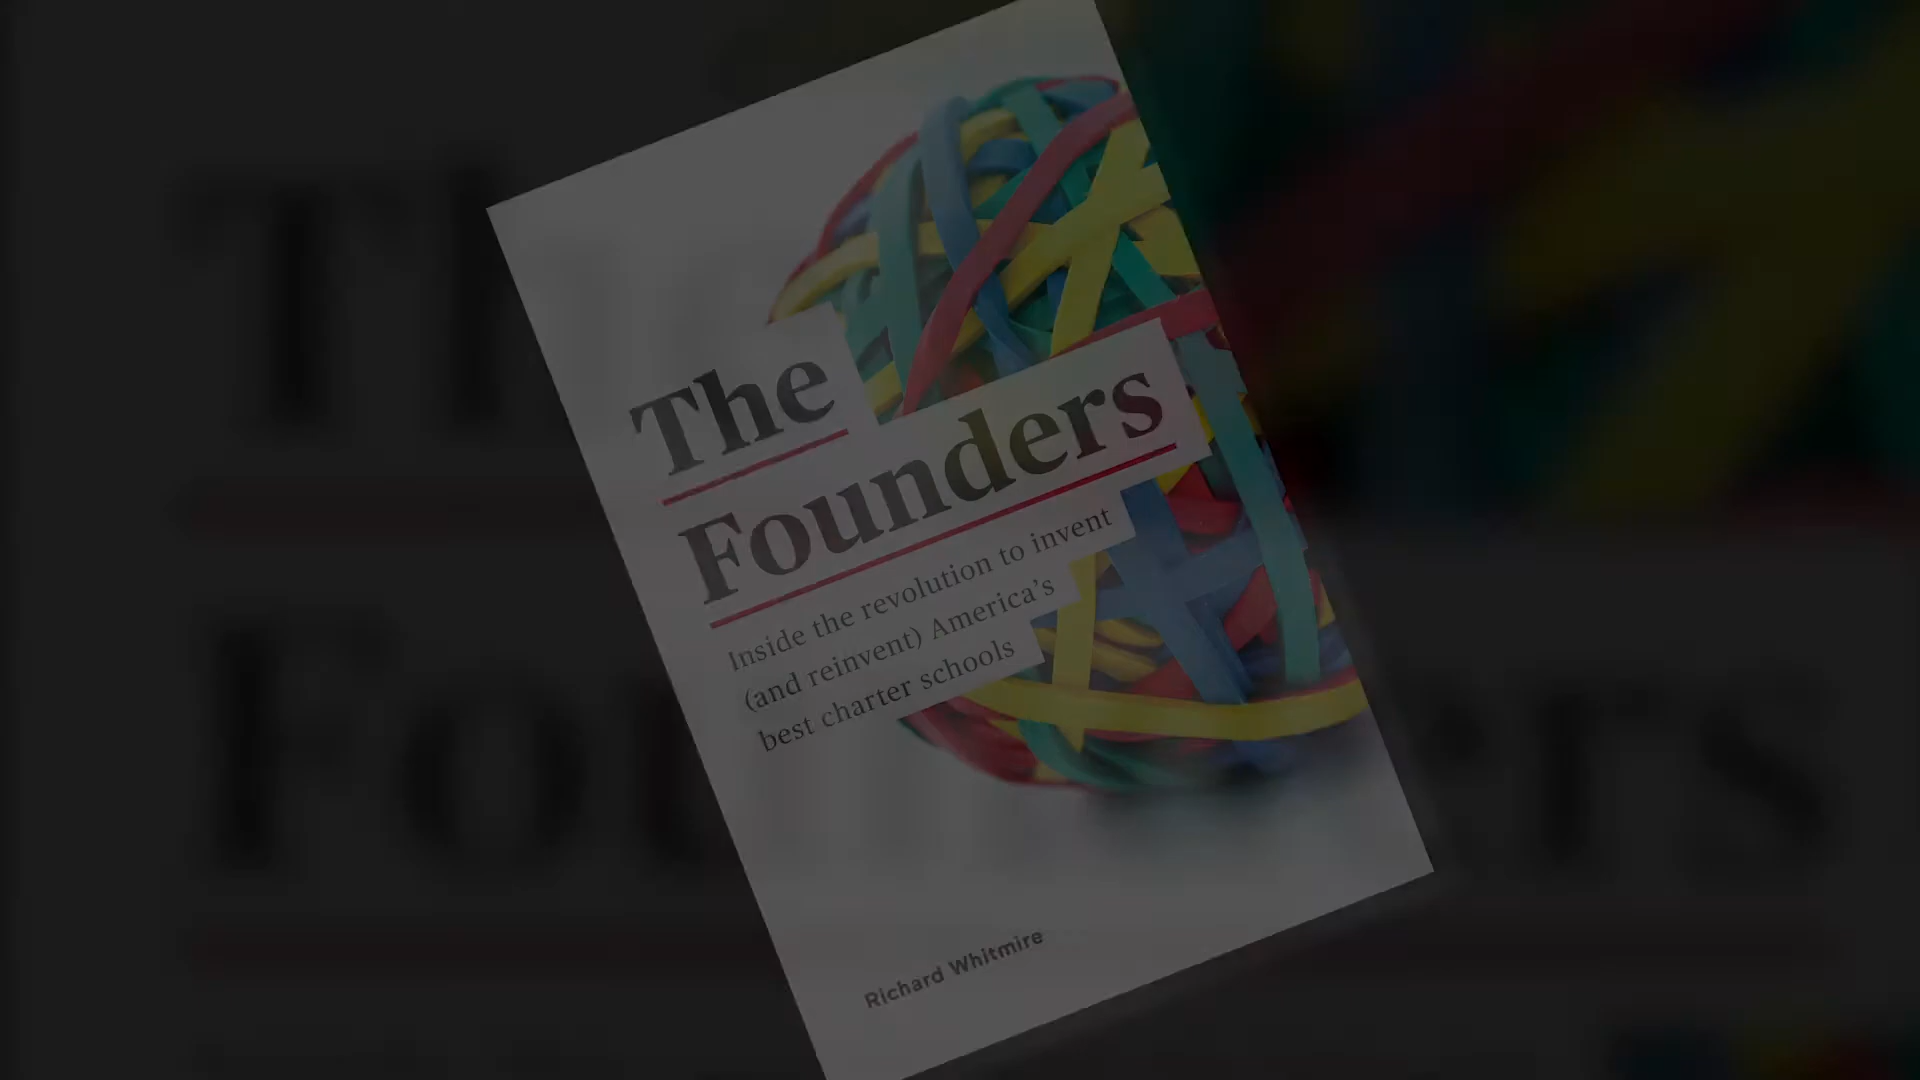 The
Founders
Inside the revolution to invent
(and reinvent) America's
best charter schools
Richard Whitmire